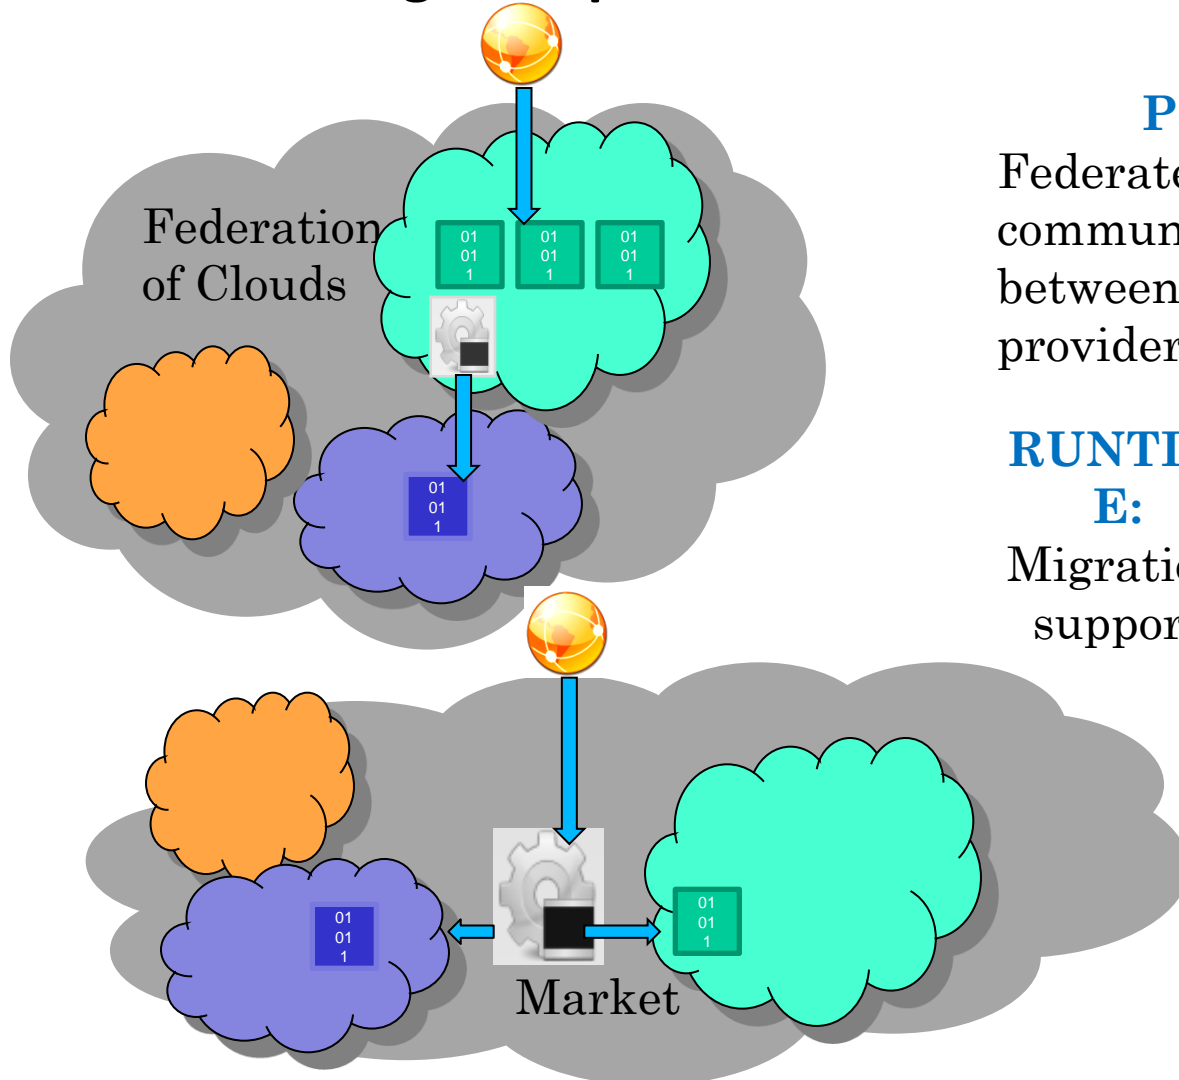 Federation
of Clouds
01
01
1
01
01
1
01
01
1
01
01
1
P
Federate
commun
between
provider
RUNTI
E:
Migratio
suppor
01
01
1
01
01
1
Market